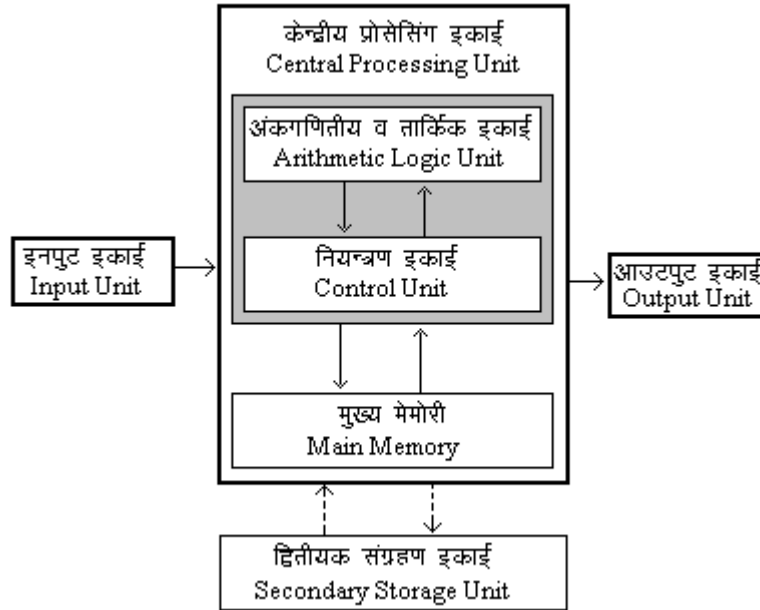 केन्द्रीय प्रोसेसिंग इकाई
Central Processing Unit
अंकगणितीय व तार्किक इकाई
Arithmetic Logic Unit
इनपुट इकाई
Input Unit
नियन्त्रण इकाई
Control Unit
आउटपुट इकाई
Output Unit
मुख्य मेमोरी
Main Memory
द्वितीयक संग्रहण इकाई
Secondary Storage Unit